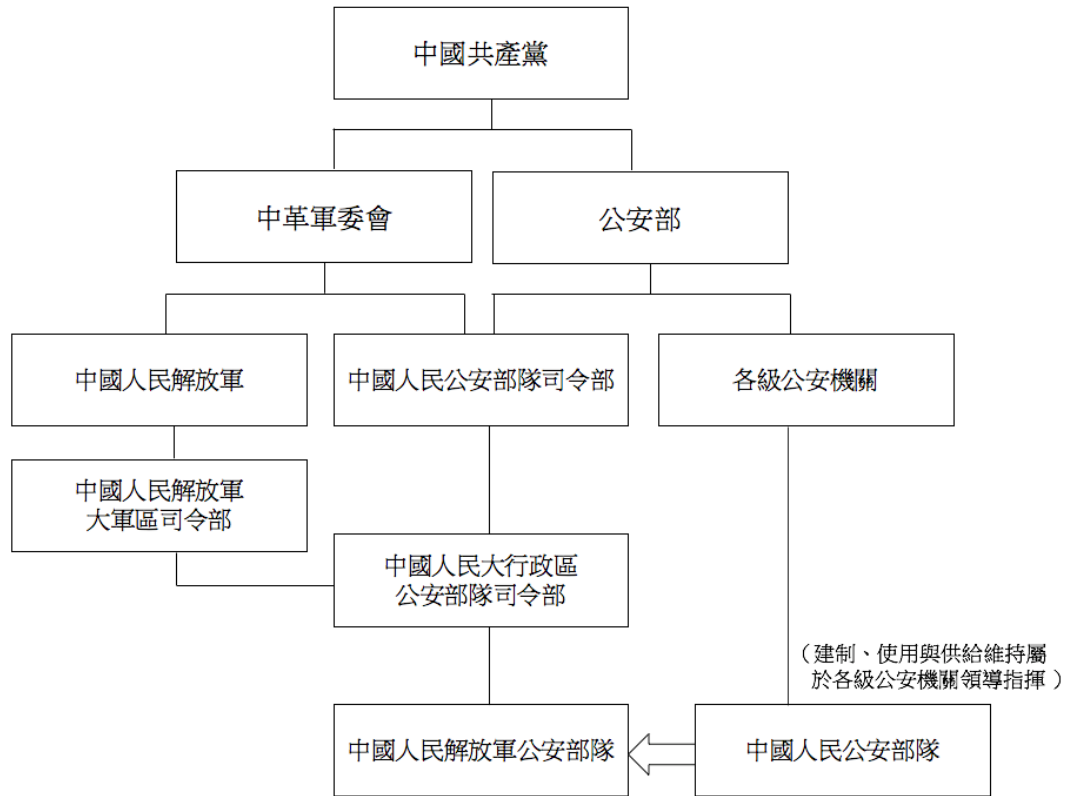 中國共產黨
中革軍委會
公安部
中國人民解放軍
中國人民公安部隊司令部
各級公安機關
中國人民解放軍
大軍區司令部
中國人民大行政區
公安部隊司令部
（建制、使用與供給維持屬
於各級公安機關領導指揮）
中國人民解放軍公安部隊
中國人民公安部隊